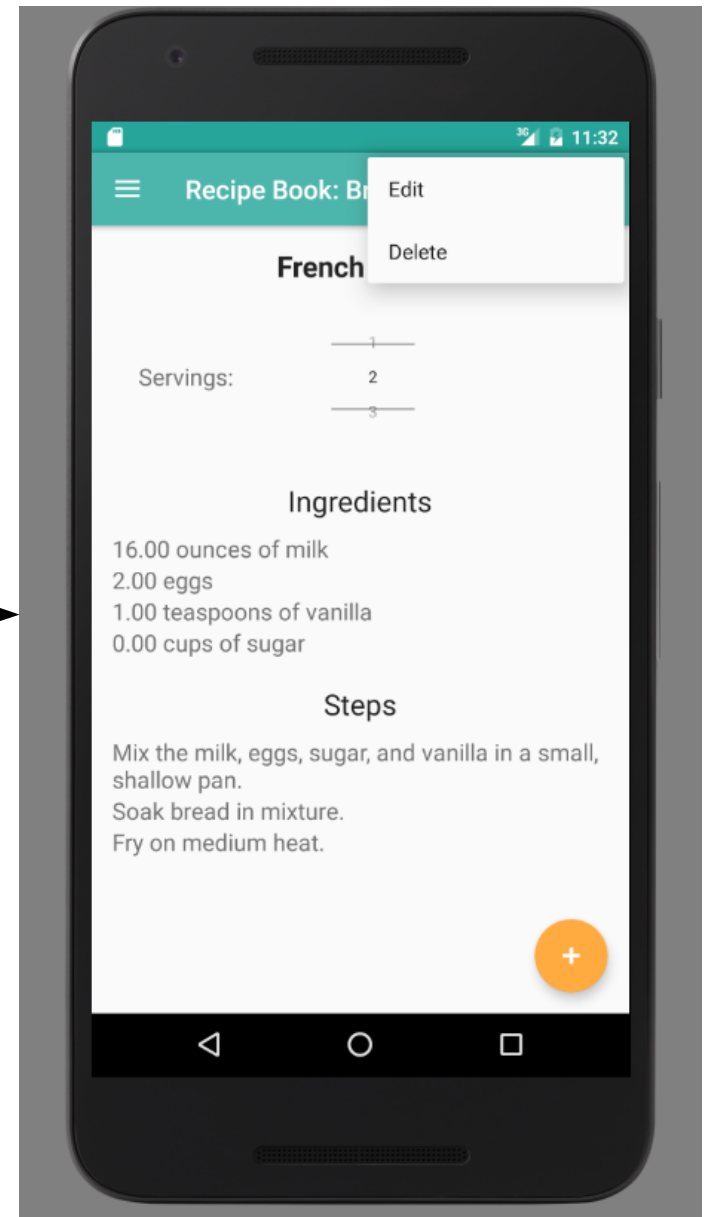 3G 11:32
Recipe Book: Br
Edit
Delete
French
1
Servings: 2
3
Ingredients
16.00 ounces of milk
2.00 eggs
1.00 teaspoons of vanilla
0.00 cups of sugar
Steps
Mix the milk, eggs, sugar, and vanilla in a small,
shallow pan.
Soak bread in mixture.
Fry on medium heat.
+